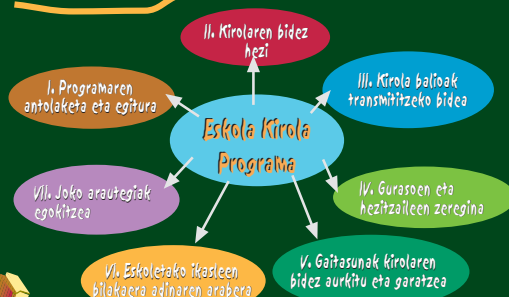 II. Kirolaren bidez
hezi
I. Programaren
antolaketa eta egitura
III. Kirola balioak
transmititzeko bidea
Eskola Kirola
Programa
VII. Joko arautegiak
egokitzea
IV. Gurasoen eta
hezitzaileen zeregina
VI. Eskoletako ikasleen
bilakaera adinaren arabera
V. Gaitasunak kirolaren
bidez aurkitu eta garatzea